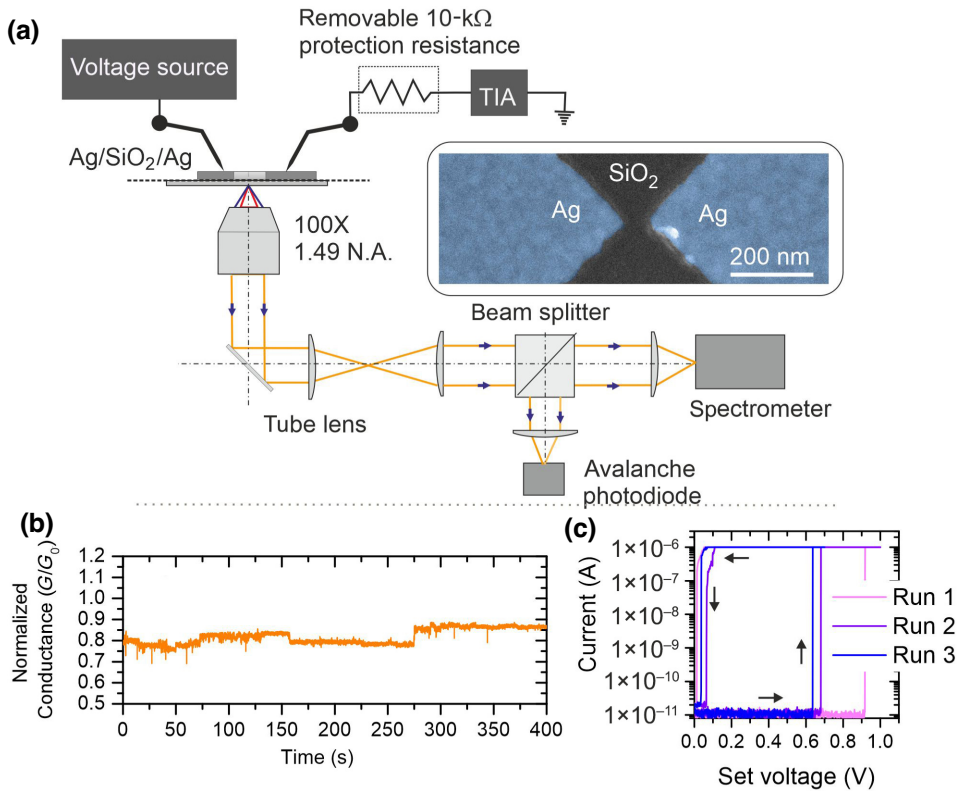 (a)
Removable 10-kΩ
protection resistance
Voltage source
TIA
Ag/SiO₂/Ag
SiO₂
Ag
Ag
200 nm
100X
1.49 N.A.
Beam splitter
Tube lens
Spectrometer
Avalanche
photodiode
(b)
Normalized
Conductance (G/G₀)
1.2
1.1
1.0
0.9
0.8
0.7
0.6
0.5
0 50 100 150 200 250 300 350 400
Time (s)
(c)
Current (A)
1×10⁻⁶
1×10⁻⁷
1×10⁻⁸
1×10⁻⁹
1×10⁻¹⁰
1×10⁻¹¹
Run 1
Run 2
Run 3
0.0 0.2 0.4 0.6 0.8 1.0
Set voltage (V)